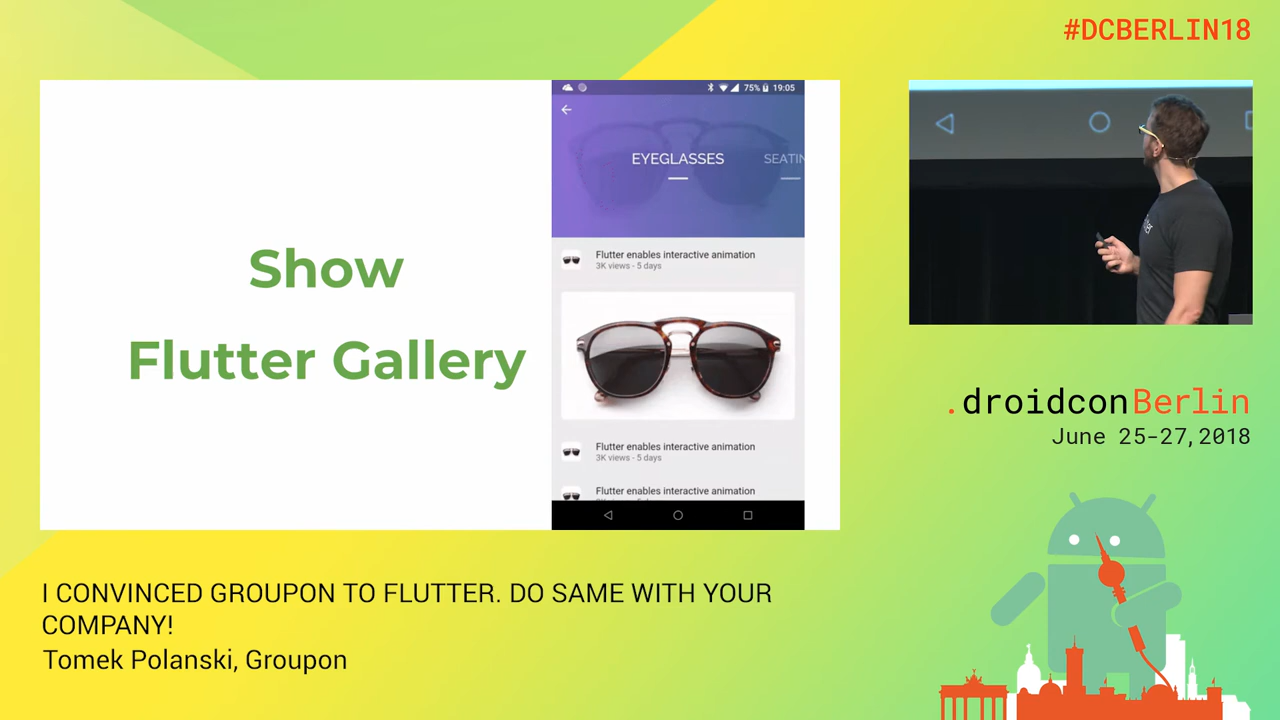 #DCBERLIN18
Show
Flutter Gallery
75% 19:05
EYEGLASSES
SEATIN
Flutter enables interactive animation
3K views - 5 days
Flutter enables interactive animation
3K views - 5 days
Flutter enables interactive animation
.droidconBerlin
June 25-27, 2018
I CONVINCED GROUPON TO FLUTTER. DO SAME WITH YOUR
COMPANY!
Tomek Polanski, Groupon